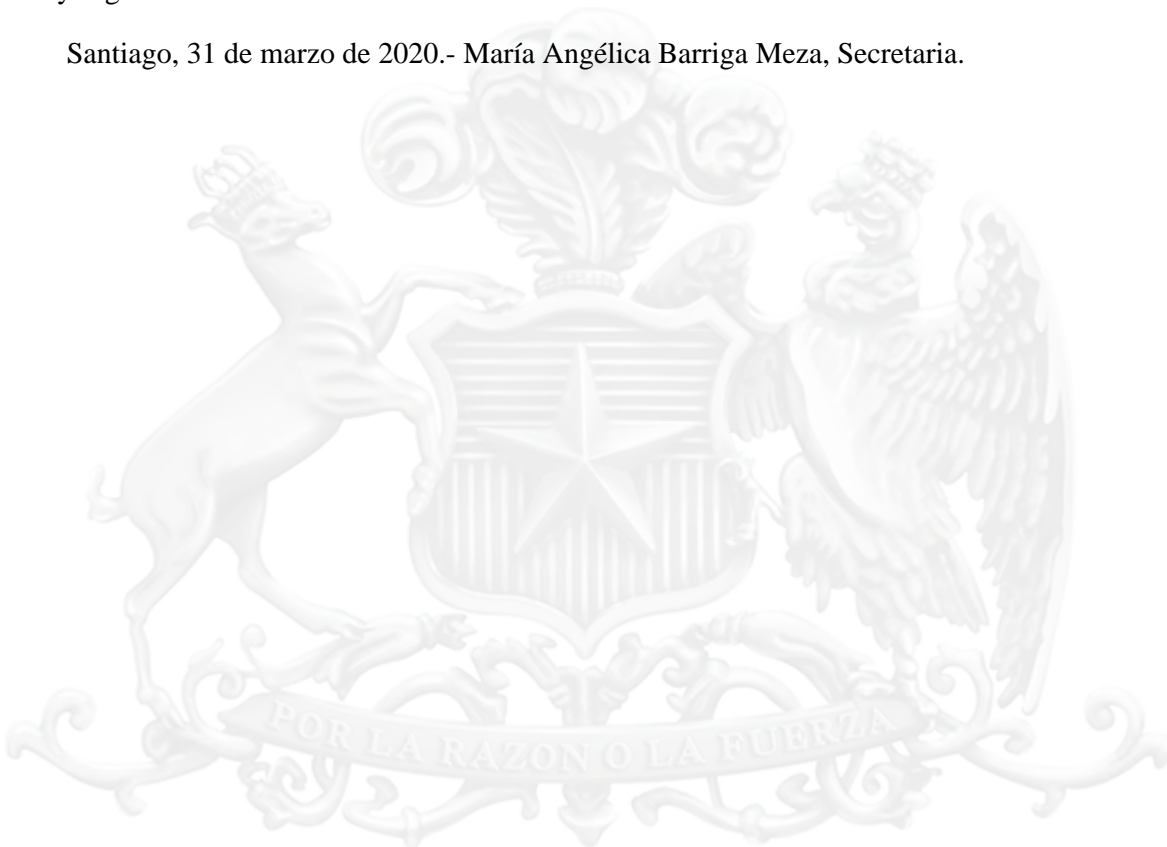 Santiago, 31 de marzo de 2020.- María Angélica Barriga Meza, Secretaria.
POR LA RAZON O LA FUERZA